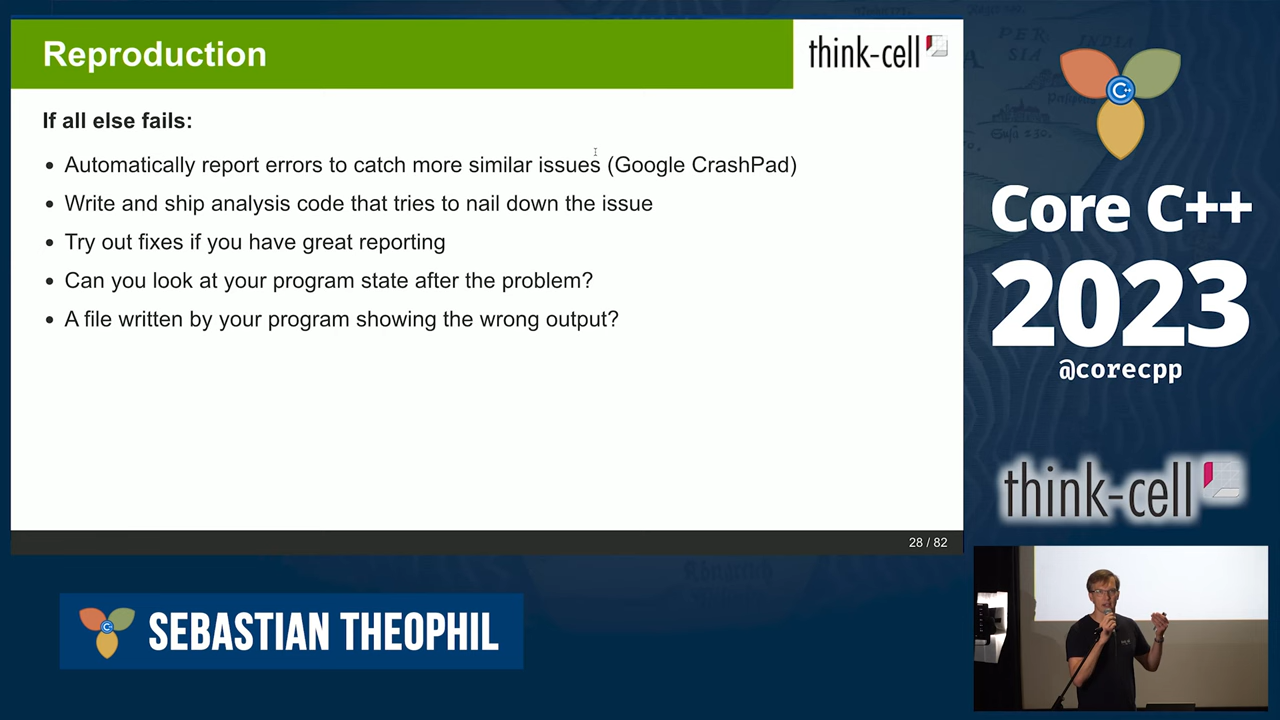 Reproduction
think-cell
If all else fails:
• Automatically report errors to catch more similar issues (Google CrashPad)
• Write and ship analysis code that tries to nail down the issue
• Try out fixes if you have great reporting
• Can you look at your program state after the problem?
• A file written by your program showing the wrong output?
28 / 82
C++
Core C++
2023
@corecpp
think-cell
C++
SEBASTIAN THEOPHIL